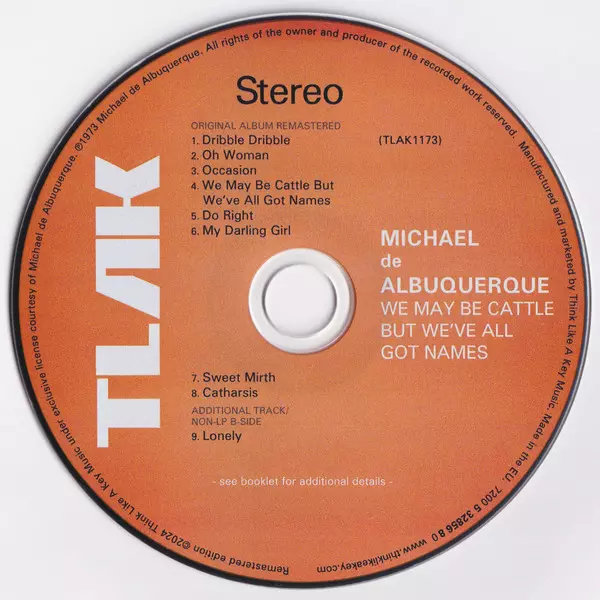 Stereo
ORIGINAL ALBUM REMASTERED
1. Dribble Dribble
2. Oh Woman
3. Occasion
4. We May Be Cattle But
We've All Got Names
5. Do Right
6. My Darling Girl
(TLAK1173)
TLAK
MICHAEL
de
ALBUQUERQUE
WE MAY BE CATTLE
BUT WE'VE ALL
GOT NAMES
7. Sweet Mirth
8. Catharsis
ADDITIONAL TRACK/
NON-LP B-SIDE
9. Lonely
- see booklet for additional details -
Remastered edition ©2024 Think Like A Key Music under exclusive license courtesy of Michael de Albuquerque. ℗1973 Michael de Albuquerque. All rights of the owner and producer of the recorded work reserved. Manufactured and marketed by Think Like A Key Music. Made in the EU. 7200 5 32856 8 0 www.thinklikeakey.com